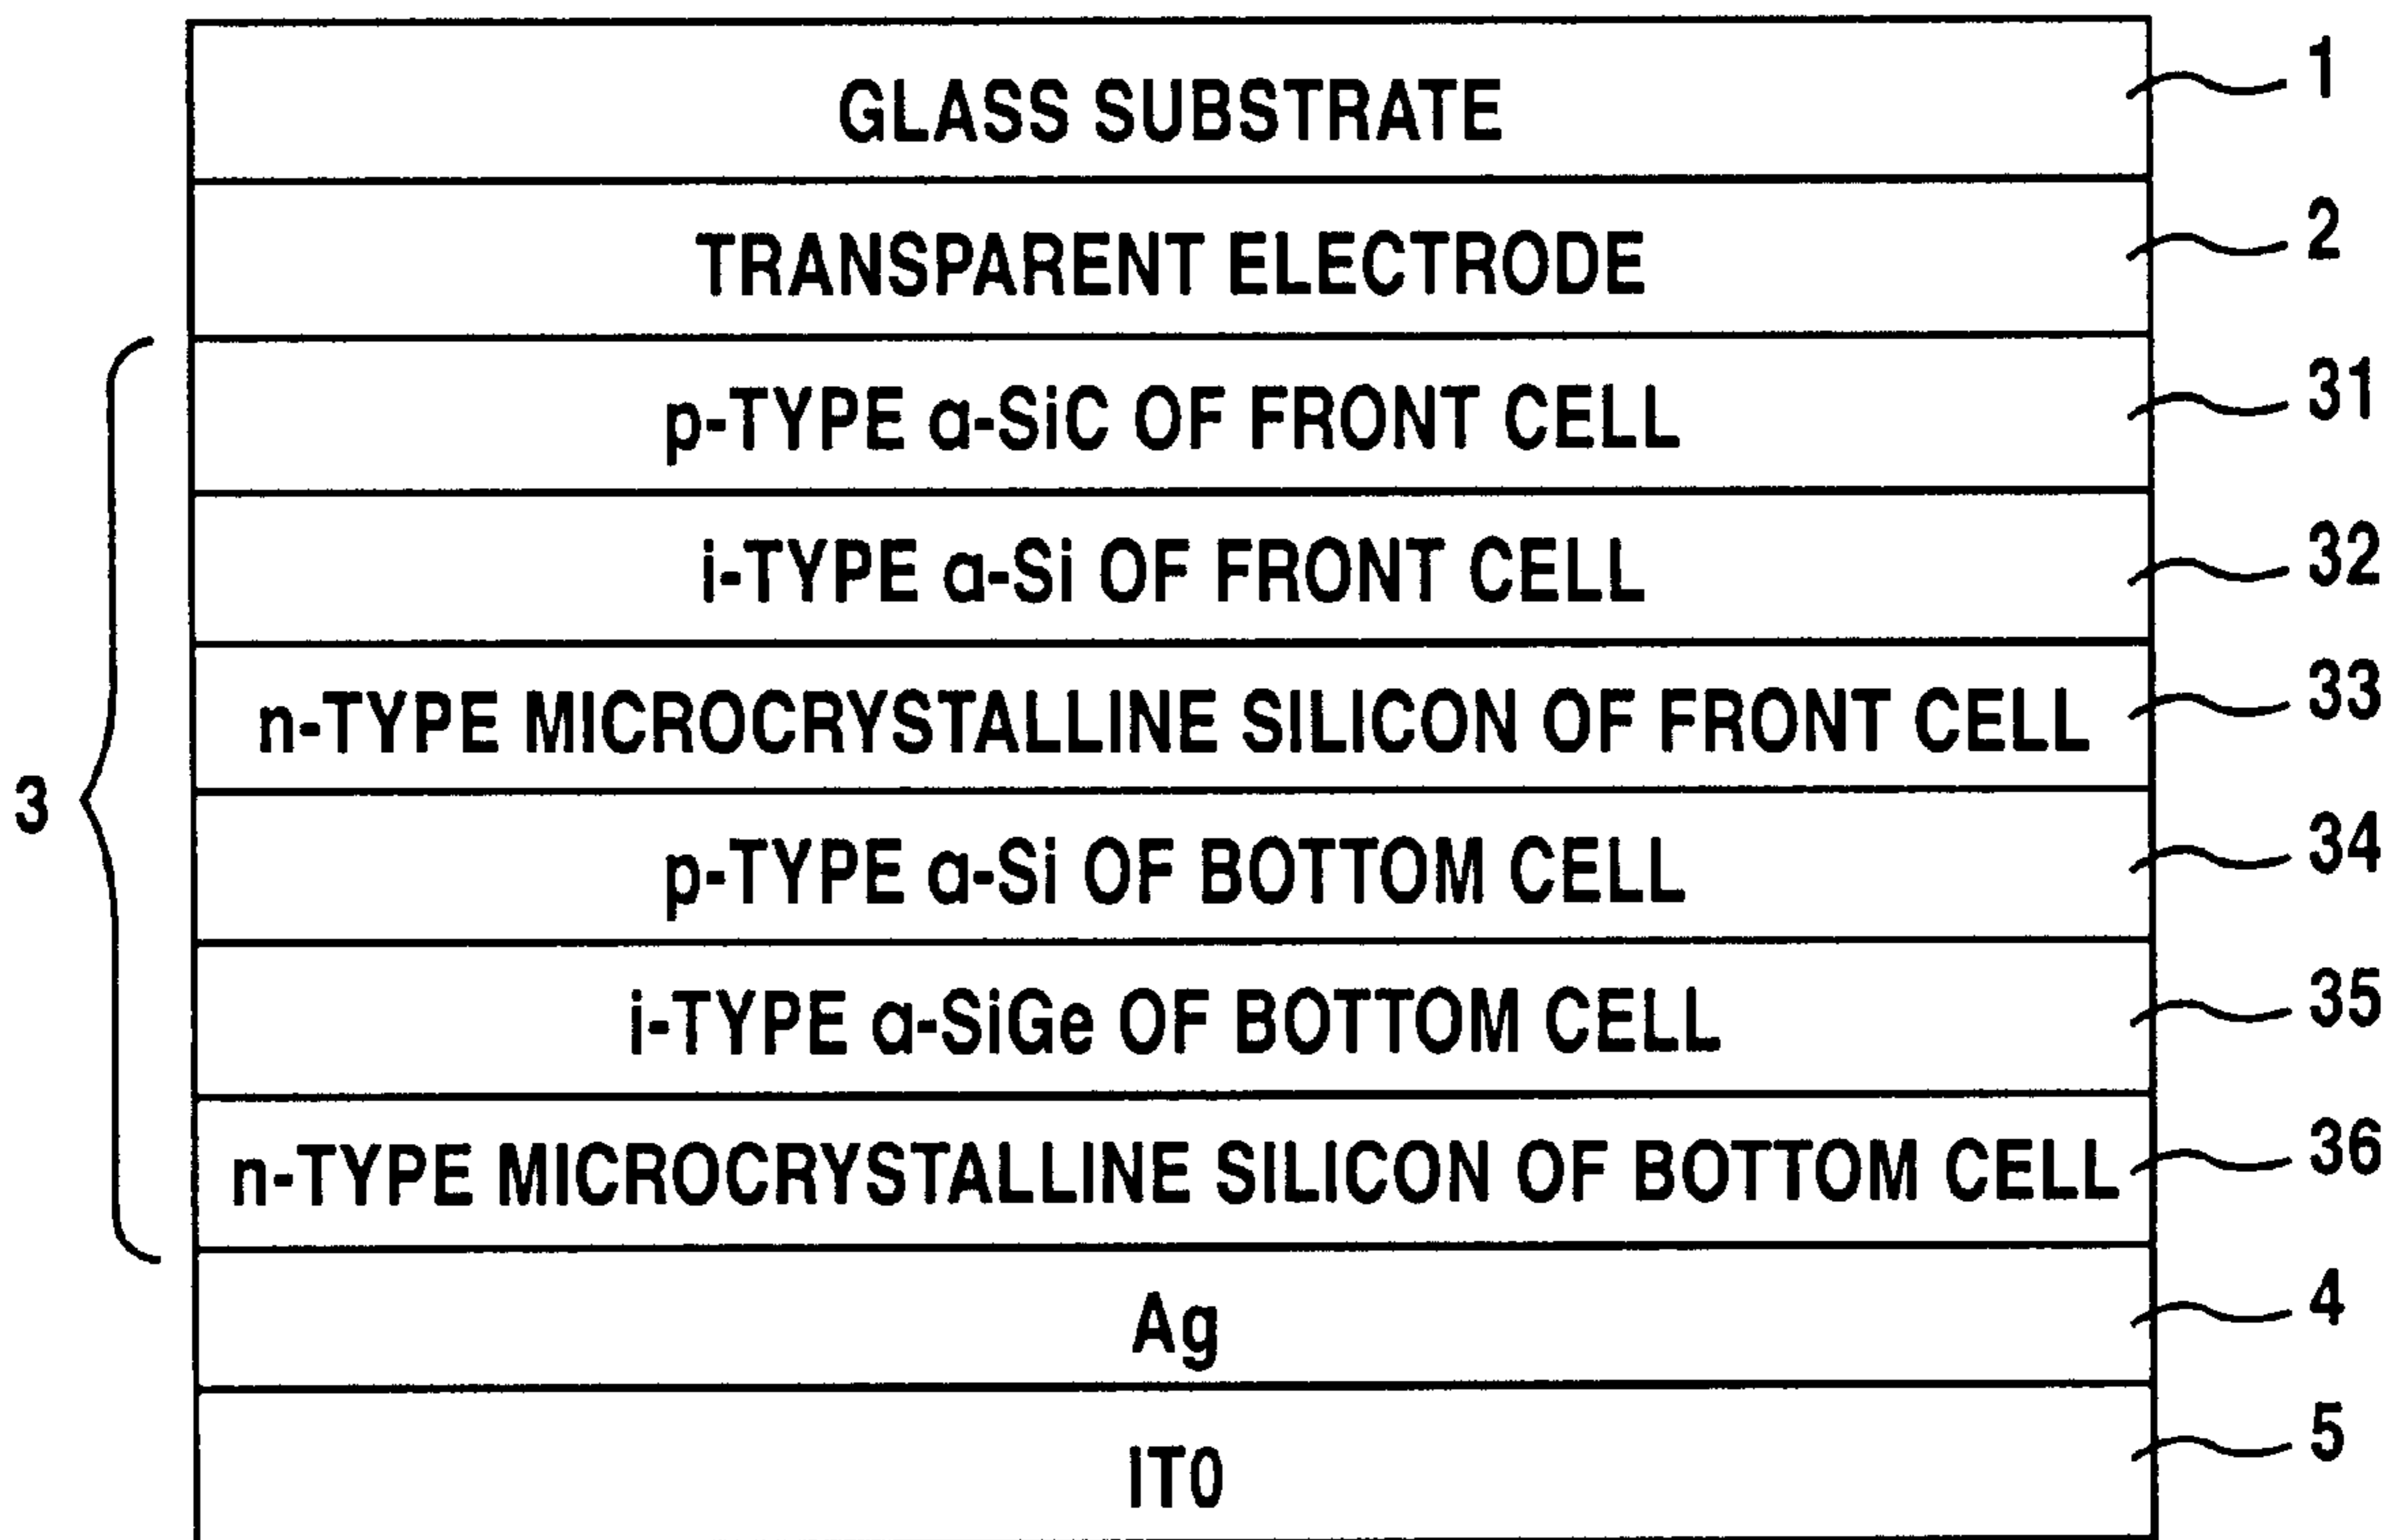 GLASS SUBSTRATE 1
TRANSPARENT ELECTRODE 2
p-TYPE a-SiC OF FRONT CELL 31
i-TYPE a-Si OF FRONT CELL 32
n-TYPE MICROCRYSTALLINE SILICON OF FRONT CELL 33
3
p-TYPE a-Si OF BOTTOM CELL 34
i-TYPE a-SiGe OF BOTTOM CELL 35
n-TYPE MICROCRYSTALLINE SILICON OF BOTTOM CELL 36
Ag 4
ITO 5